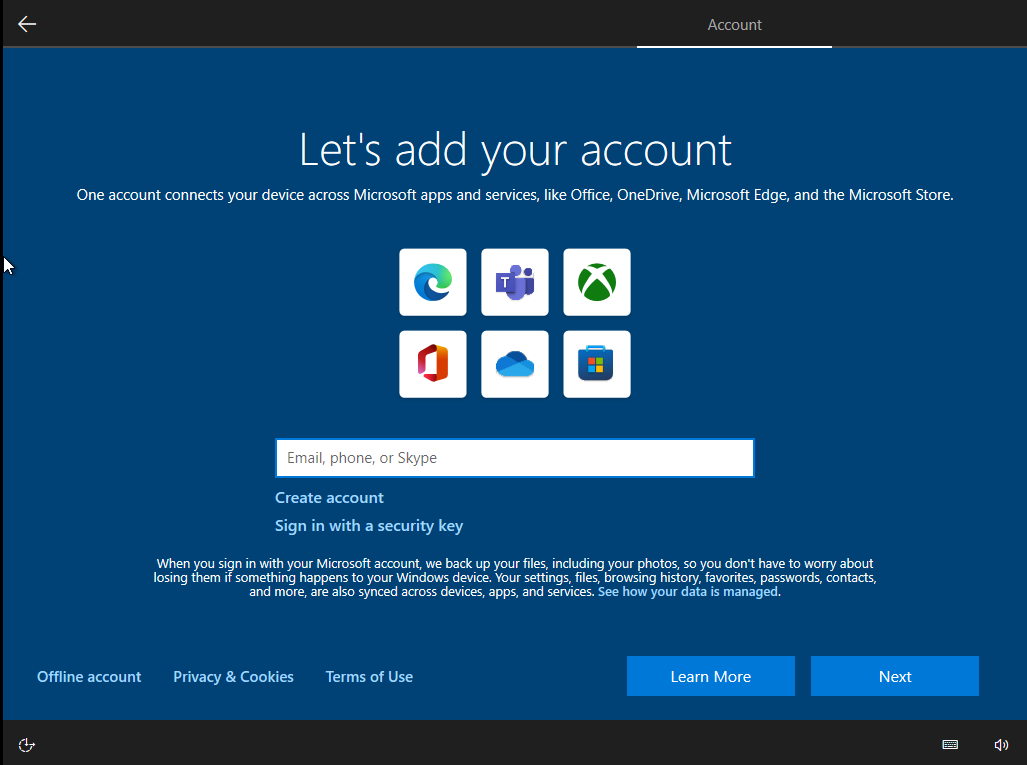 Account
Let's add your account
One account connects your device across Microsoft apps and services, like Office, OneDrive, Microsoft Edge, and the Microsoft Store.
T
Email, phone, or Skype
Create account
Sign in with a security key
When you sign in with your Microsoft account, we back up your files, including your photos, so you don't have to worry about
losing them if something happens to your Windows device. Your settings, files, browsing history, favorites, passwords, contacts,
and more, are also synced across devices, apps, and services. See how your data is managed.
Offline account Privacy & Cookies Terms of Use Learn More Next